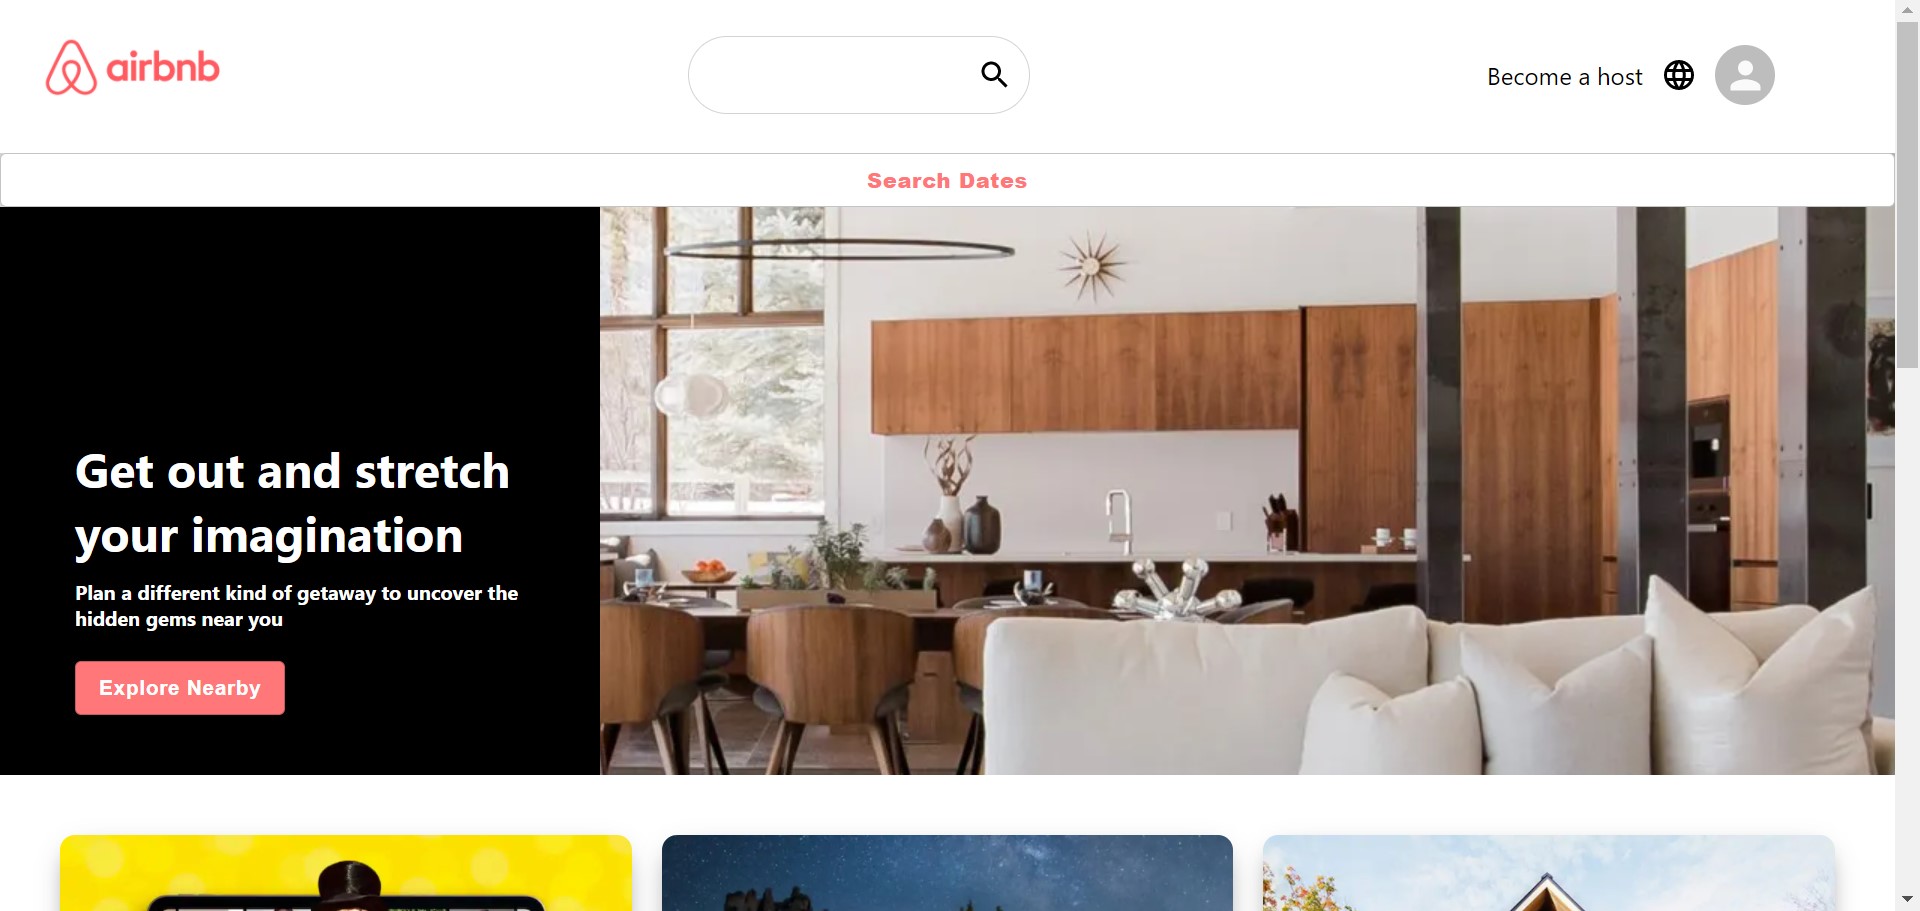 airbnb
Become a host
Search Dates
Get out and stretch
your imagination
Plan a different kind of getaway to uncover the
hidden gems near you
Explore Nearby